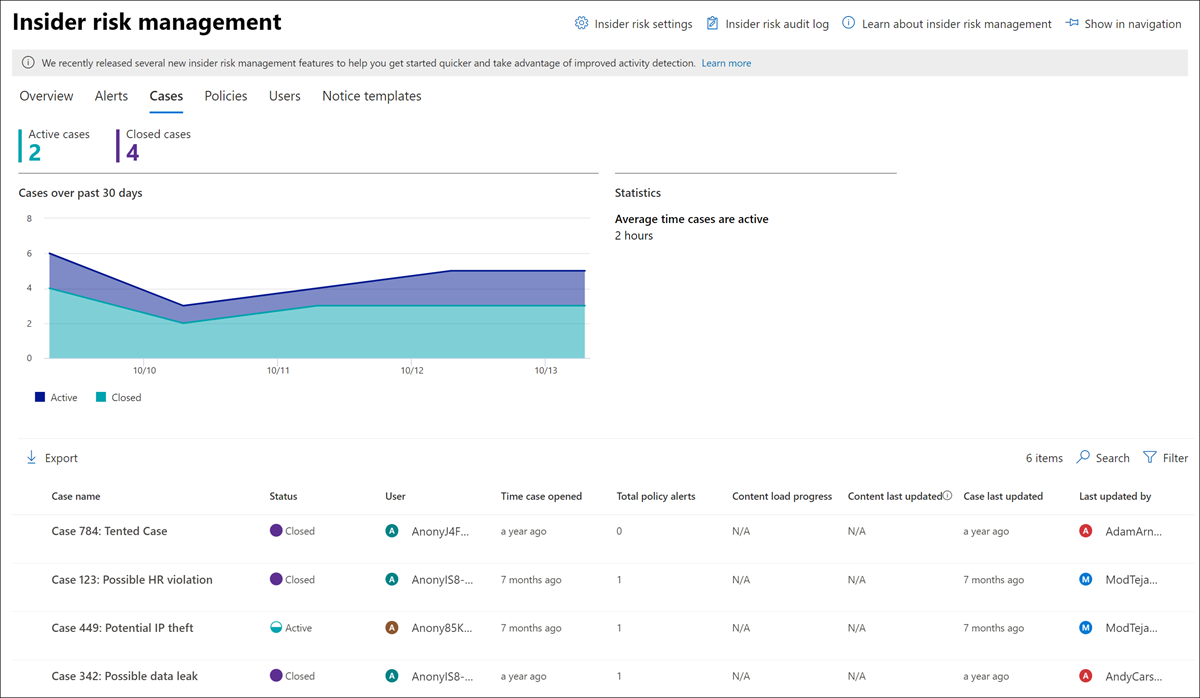 Insider risk management
Insider risk settings Insider risk audit log Learn about insider risk management Show in navigation
We recently released several new insider risk management features to help you get started quicker and take advantage of improved activity detection. Learn more
Overview Alerts Cases Policies Users Notice templates
Active cases Closed cases
2 4
Cases over past 30 days
Statistics
Average time cases are active
2 hours
8
6
4
2
0
10/10 10/11 10/12 10/13
Active Closed
Export 6 items Search Filter
Case name Status User Time case opened Total policy alerts Content load progress Content last updated Case last updated Last updated by
Case 784: Tented Case Closed A AnonyJ4F... a year ago 0 N/A N/A a year ago A AdamArn...
Case 123: Possible HR violation Closed A AnonyIS8-... 7 months ago 1 N/A N/A 7 months ago M ModTeja...
Case 449: Potential IP theft Active A Anony85K... 7 months ago 1 N/A N/A 7 months ago M ModTeja...
Case 342: Possible data leak Closed A AnonyIS8-... a year ago 1 N/A N/A a year ago A AndyCars...